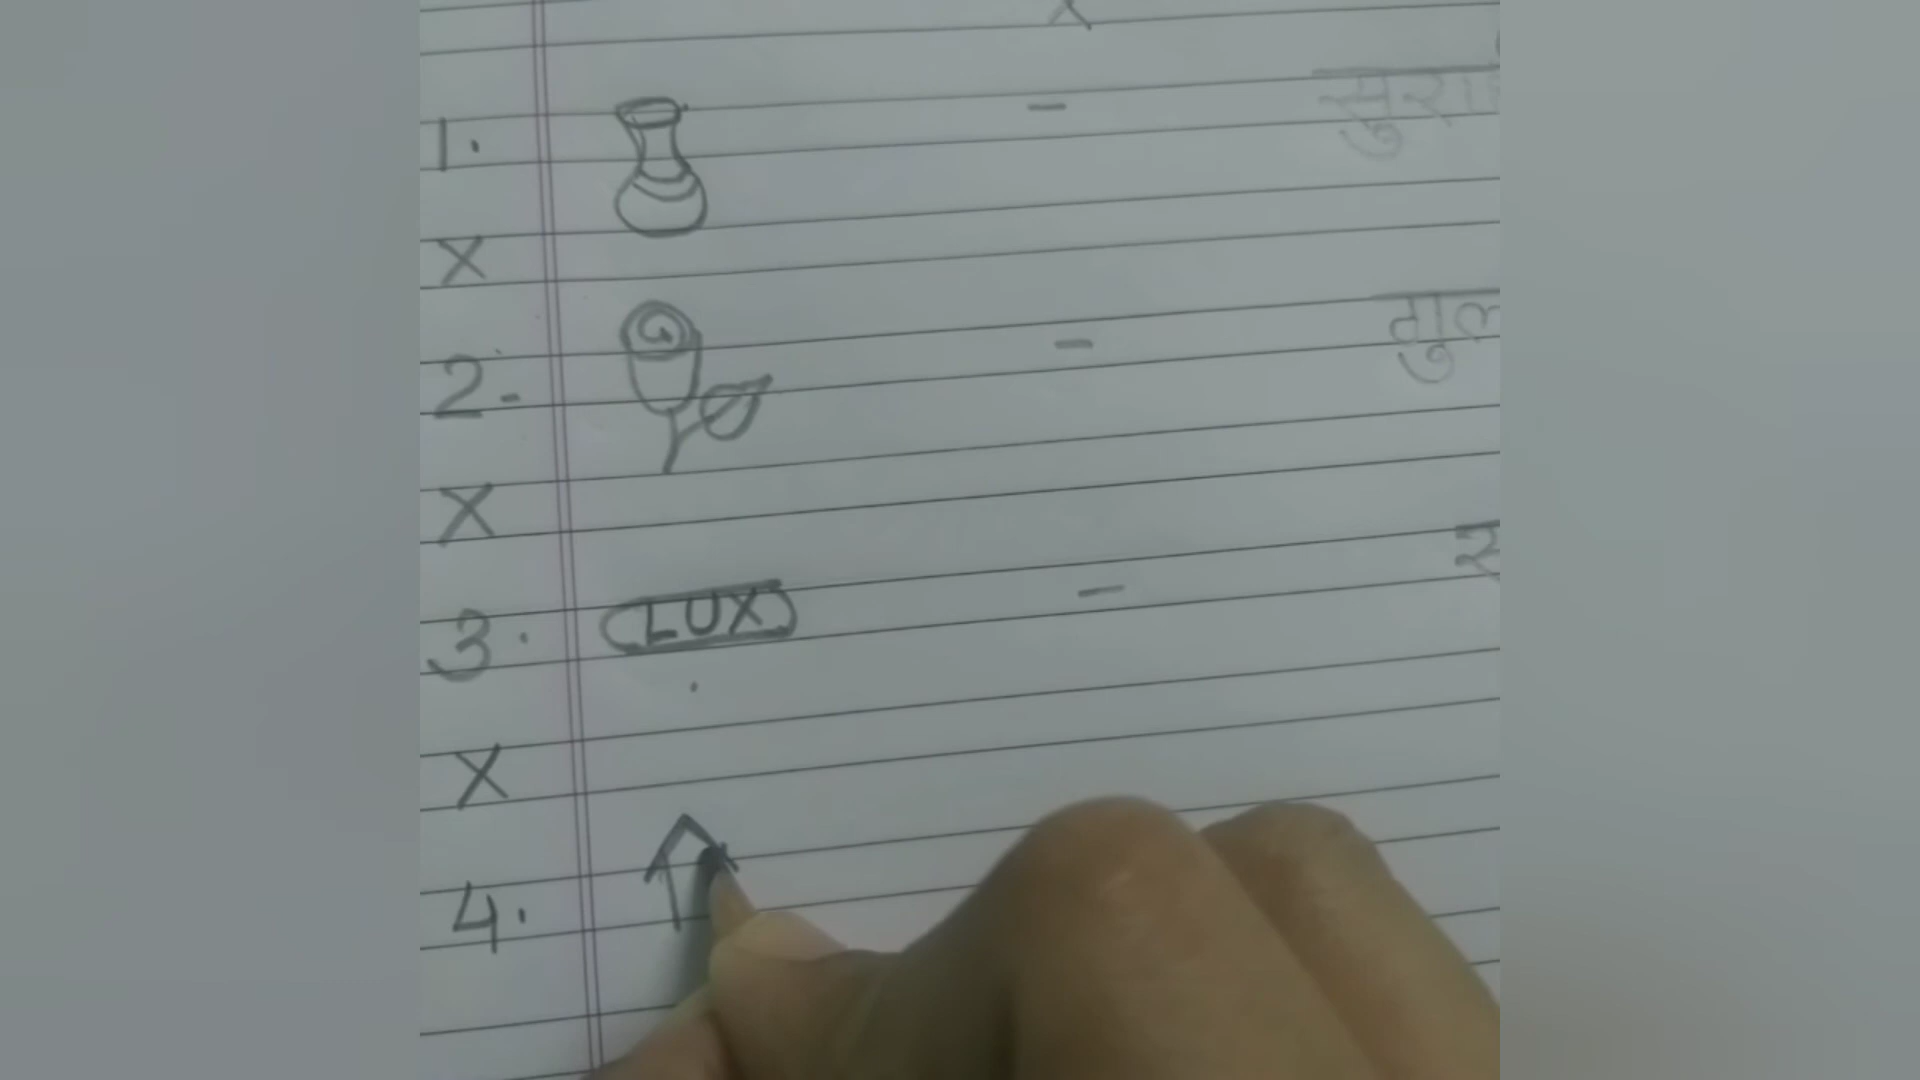 X
1. - सुरा
X
2- - गुल
X
3. LUX - स
X
4.